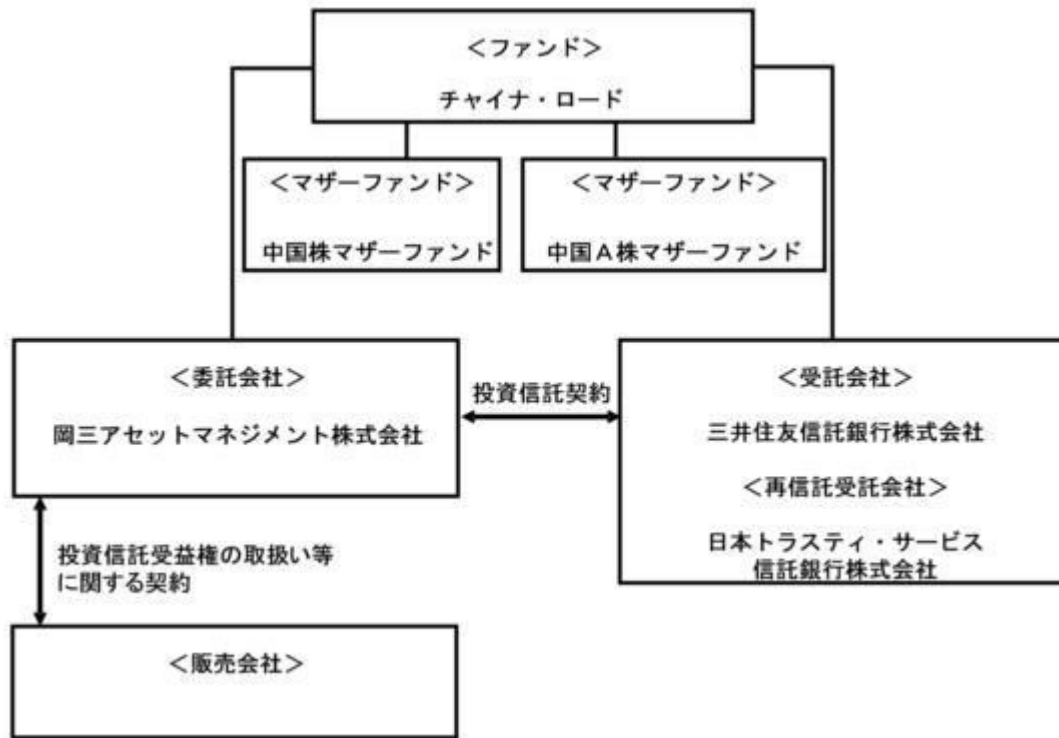 ＜ファンド＞
チャイナ・ロード
＜マザーファンド＞
中国株マザーファンド
＜マザーファンド＞
中国Ａ株マザーファンド
＜委託会社＞
岡三アセットマネジメント株式会社
投資信託契約
＜受託会社＞
三井住友信託銀行株式会社
＜再信託受託会社＞
日本トラスティ・サービス
信託銀行株式会社
投資信託受益権の取扱い等
に関する契約
＜販売会社＞